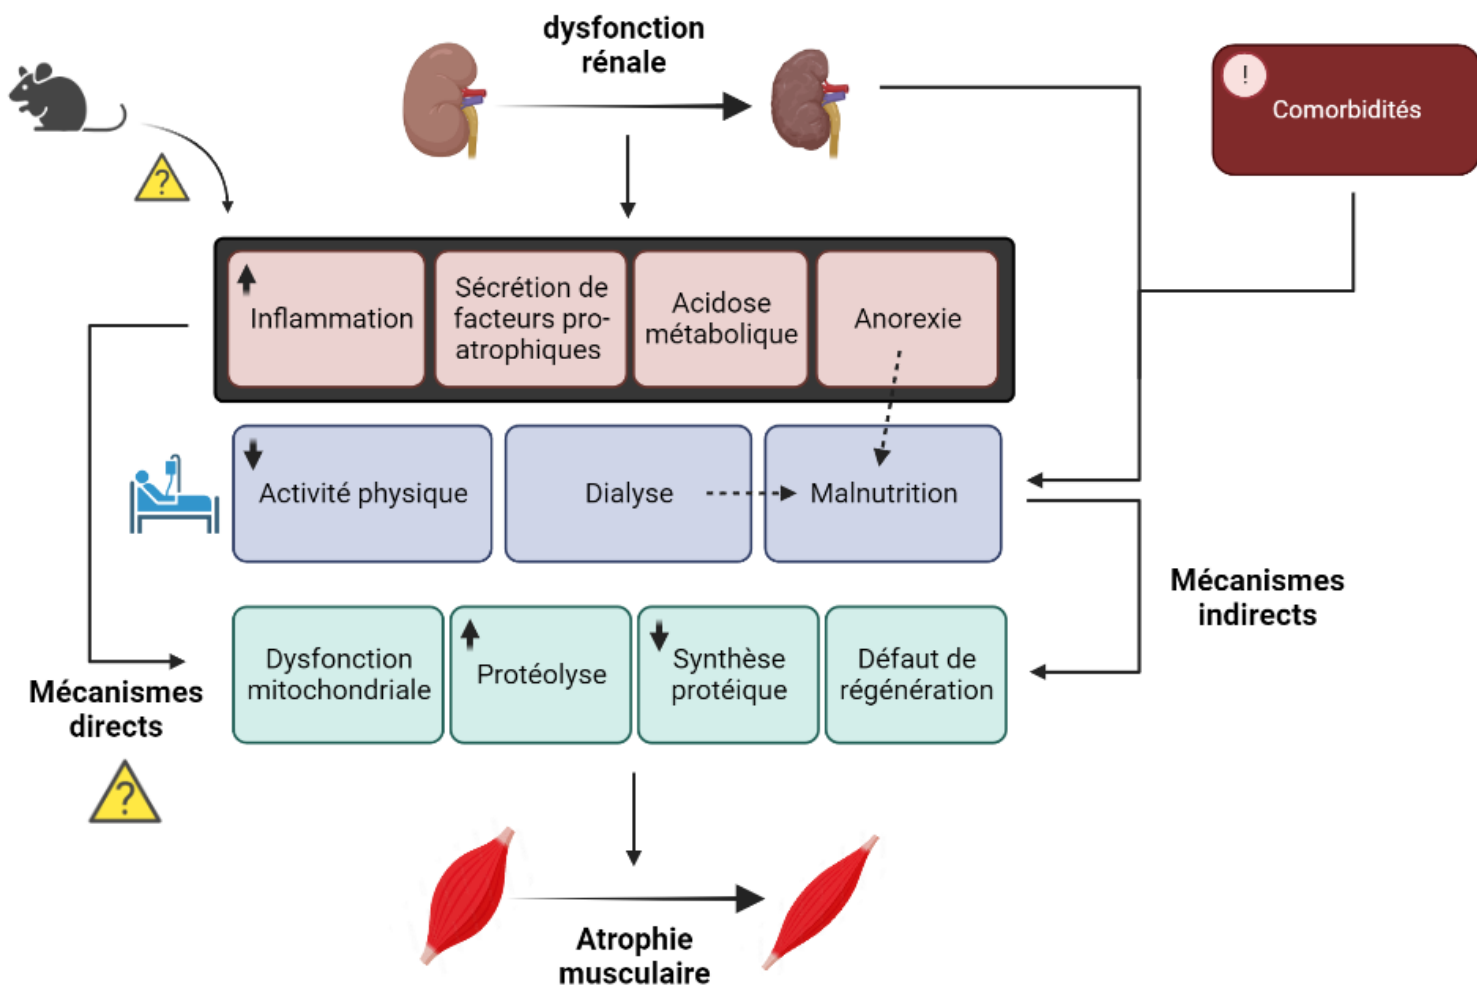 dysfonction
rénale
!
Comorbidités
?
Inflammation
Sécrétion de
facteurs pro-
atrophiques
Acidose
métabolique
Anorexie
Activité physique
Dialyse
Malnutrition
Mécanismes
indirects
Dysfonction
mitochondriale
Protéolyse
Synthèse
protéique
Défaut de
régénération
Mécanismes
directs
?
Atrophie
musculaire